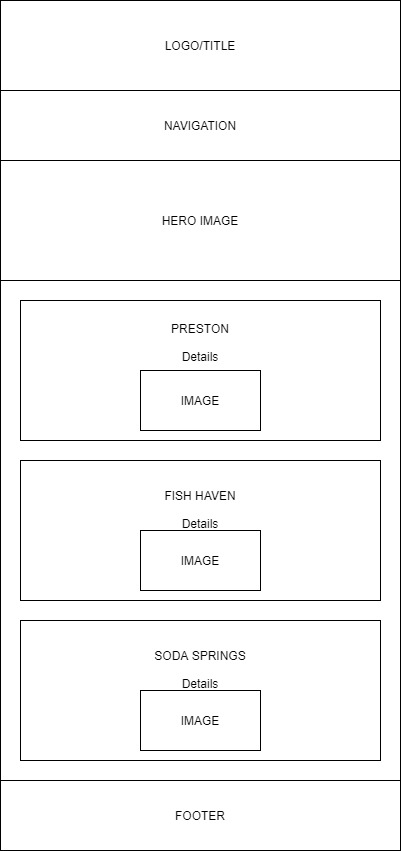 LOGO/TITLE
NAVIGATION
HERO IMAGE
PRESTON
Details
IMAGE
FISH HAVEN
Details
IMAGE
SODA SPRINGS
Details
IMAGE
FOOTER